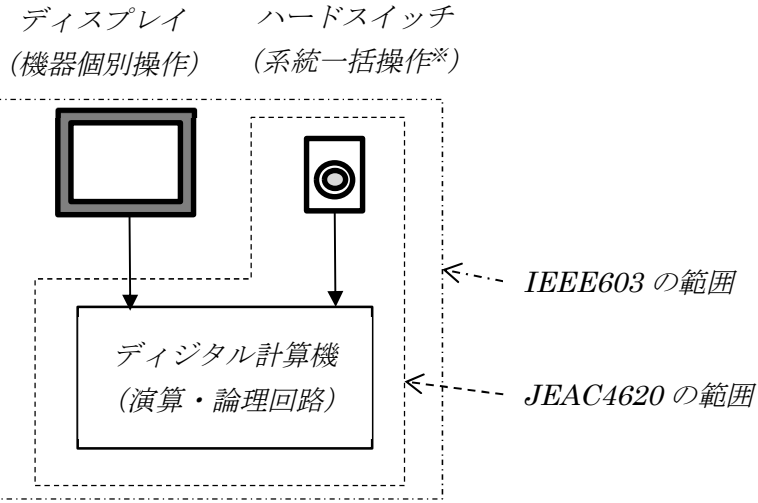 ディスプレイ
(機器個別操作)
ハードスイッチ
(系統一括操作※)
IEEE603 の範囲
ディジタル計算機
(演算・論理回路)
JEAC4620 の範囲